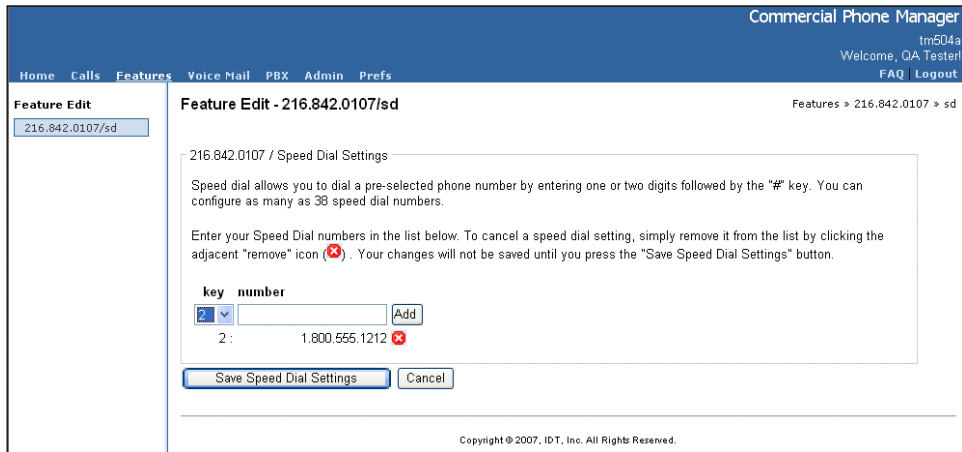 Commercial Phone Manager
tm504a
Welcome, QA Tester!
Home Calls Features Voice Mail PBX Admin Prefs
FAQ Logout
Feature Edit
216.842.0107/sd
Feature Edit - 216.842.0107/sd
Features » 216.842.0107 » sd
216.842.0107 / Speed Dial Settings
Speed dial allows you to dial a pre-selected phone number by entering one or two digits followed by the "#" key. You can
configure as many as 38 speed dial numbers.
Enter your Speed Dial numbers in the list below. To cancel a speed dial setting, simply remove it from the list by clicking the
adjacent "remove" icon ( ) . Your changes will not be saved until you press the "Save Speed Dial Settings" button.
key number
2 Add
2 : 1.800.555.1212
Save Speed Dial Settings Cancel
Copyright © 2007, IDT, Inc. All Rights Reserved.